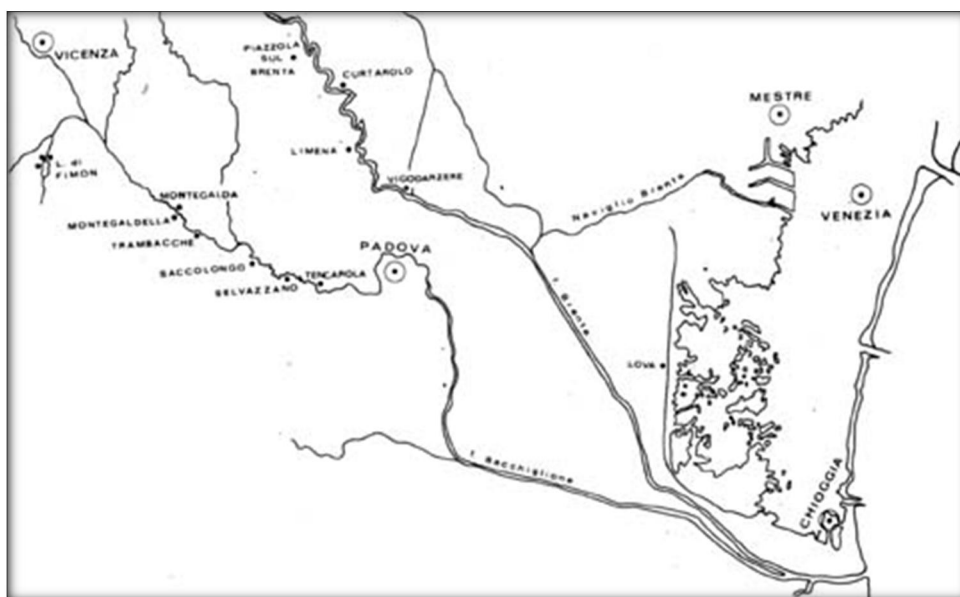 VICENZA
PIAZZOLA
SUL
BRENTA
CURTAROLO
MESTRE
LIMENA
L. di
FIMON
VIGODARZERE
MONTEGALDA
MONTEGALDELLA
TRAMBACCHE
Naviglio Brenta
VENEZIA
PADOVA
SACCOLONGO
TENCAROLA
SELVAZZANO
f. Brenta
LOVA
f. Bacchiglione
CHIOGGIA